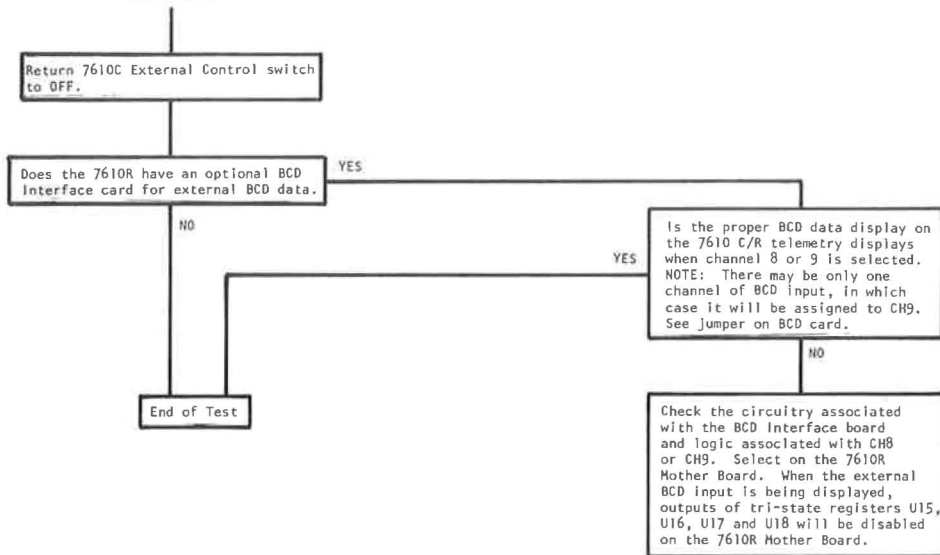 Return 7610C External Control switch
to OFF.
Does the 7610R have an optional BCD
Interface card for external BCD data.
YES
NO
Is the proper BCD data display on
the 7610 C/R telemetry displays
when channel 8 or 9 is selected.
NOTE: There may be only one
channel of BCD input, in which
case it will be assigned to CH9.
See jumper on BCD card.
YES
NO
End of Test
Check the circuitry associated
with the BCD Interface board
and logic associated with CH8
or CH9. Select on the 7610R
Mother Board. When the external
BCD input is being displayed,
outputs of tri-state registers U15,
U16, U17 and U18 will be disabled
on the 7610R Mother Board.